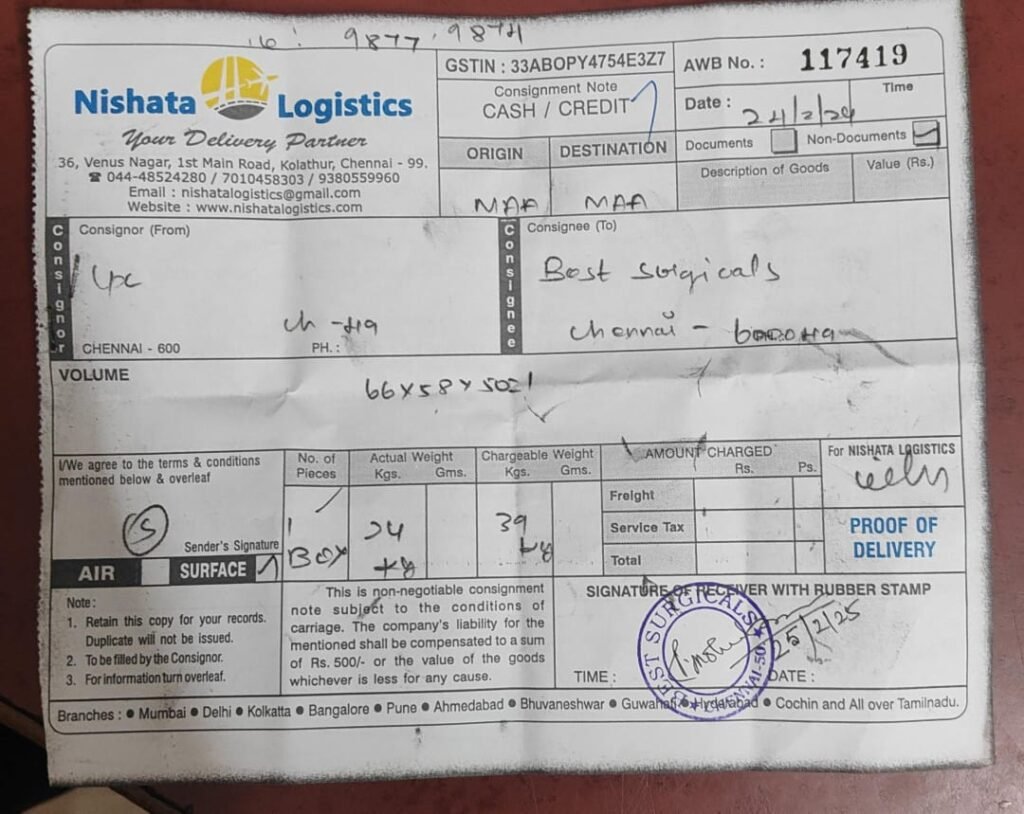 16: 9877, 9874
Nishata Logistics
Your Delivery Partner
36, Venus Nagar, 1st Main Road, Kolathur, Chennai - 99.
☎ 044-48524280 / 7010458303 / 9380559960
Email : nishatalogistics@gmail.com
Website : www.nishatalogistics.com
GSTIN : 33ABOPY4754E3Z7
Consignment Note
CASH / CREDIT
ORIGIN DESTINATION
MAA MAA
AWB No. : 117419
Date : 24/2/24 Time
Documents Non-Documents
Description of Goods Value (Rs.)
Consignor
Consignor (From)
CHENNAI - 600 PH. :
Consignee
Consignee (To)
Best Surgicals
Chennai -
VOLUME
66x58x50=1
I/We agree to the terms & conditions
mentioned below & overleaf
5
Sender's Signature
AIR SURFACE
No. of Pieces
1
BOX
Actual Weight
Kgs. Gms.
24
kg
Chargeable Weight
Kgs. Gms.
39
kg
AMOUNT CHARGED
Rs. Ps.
Freight
Service Tax
Total
For NISHATA LOGISTICS
PROOF OF
DELIVERY
Note :
1. Retain this copy for your records.
Duplicate will not be issued.
2. To be filled by the Consignor.
3. For information turn overleaf.
This is non-negotiable consignment
note subject to the conditions of
carriage. The company's liability for the
mentioned shall be compensated to a sum
of Rs. 500/- or the value of the goods
whichever is less for any cause.
SIGNATURE OF RECEIVER WITH RUBBER STAMP
BEST SURGICALS ★ CHENNAI-50 ★
25/2/25
TIME : DATE :
Branches : ● Mumbai ● Delhi ● Kolkatta ● Bangalore ● Pune ● Ahmedabad ● Bhuvaneshwar ● Guwahati ● Hyderabad ● Cochin and All over Tamilnadu.